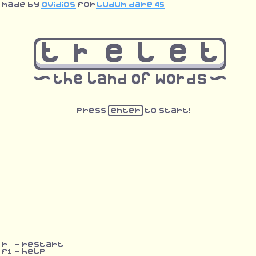 made by Ovidios for Ludum Dare 45
trelet
~ the land of words ~
press enter to start!
r - restart
f1 - help